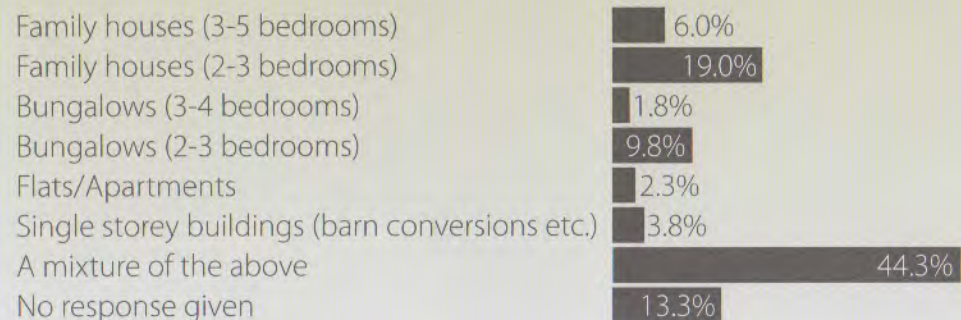 Family houses (3-5 bedrooms) 6.0%
Family houses (2-3 bedrooms) 19.0%
Bungalows (3-4 bedrooms) 1.8%
Bungalows (2-3 bedrooms) 9.8%
Flats/Apartments 2.3%
Single storey buildings (barn conversions etc.) 3.8%
A mixture of the above 44.3%
No response given 13.3%